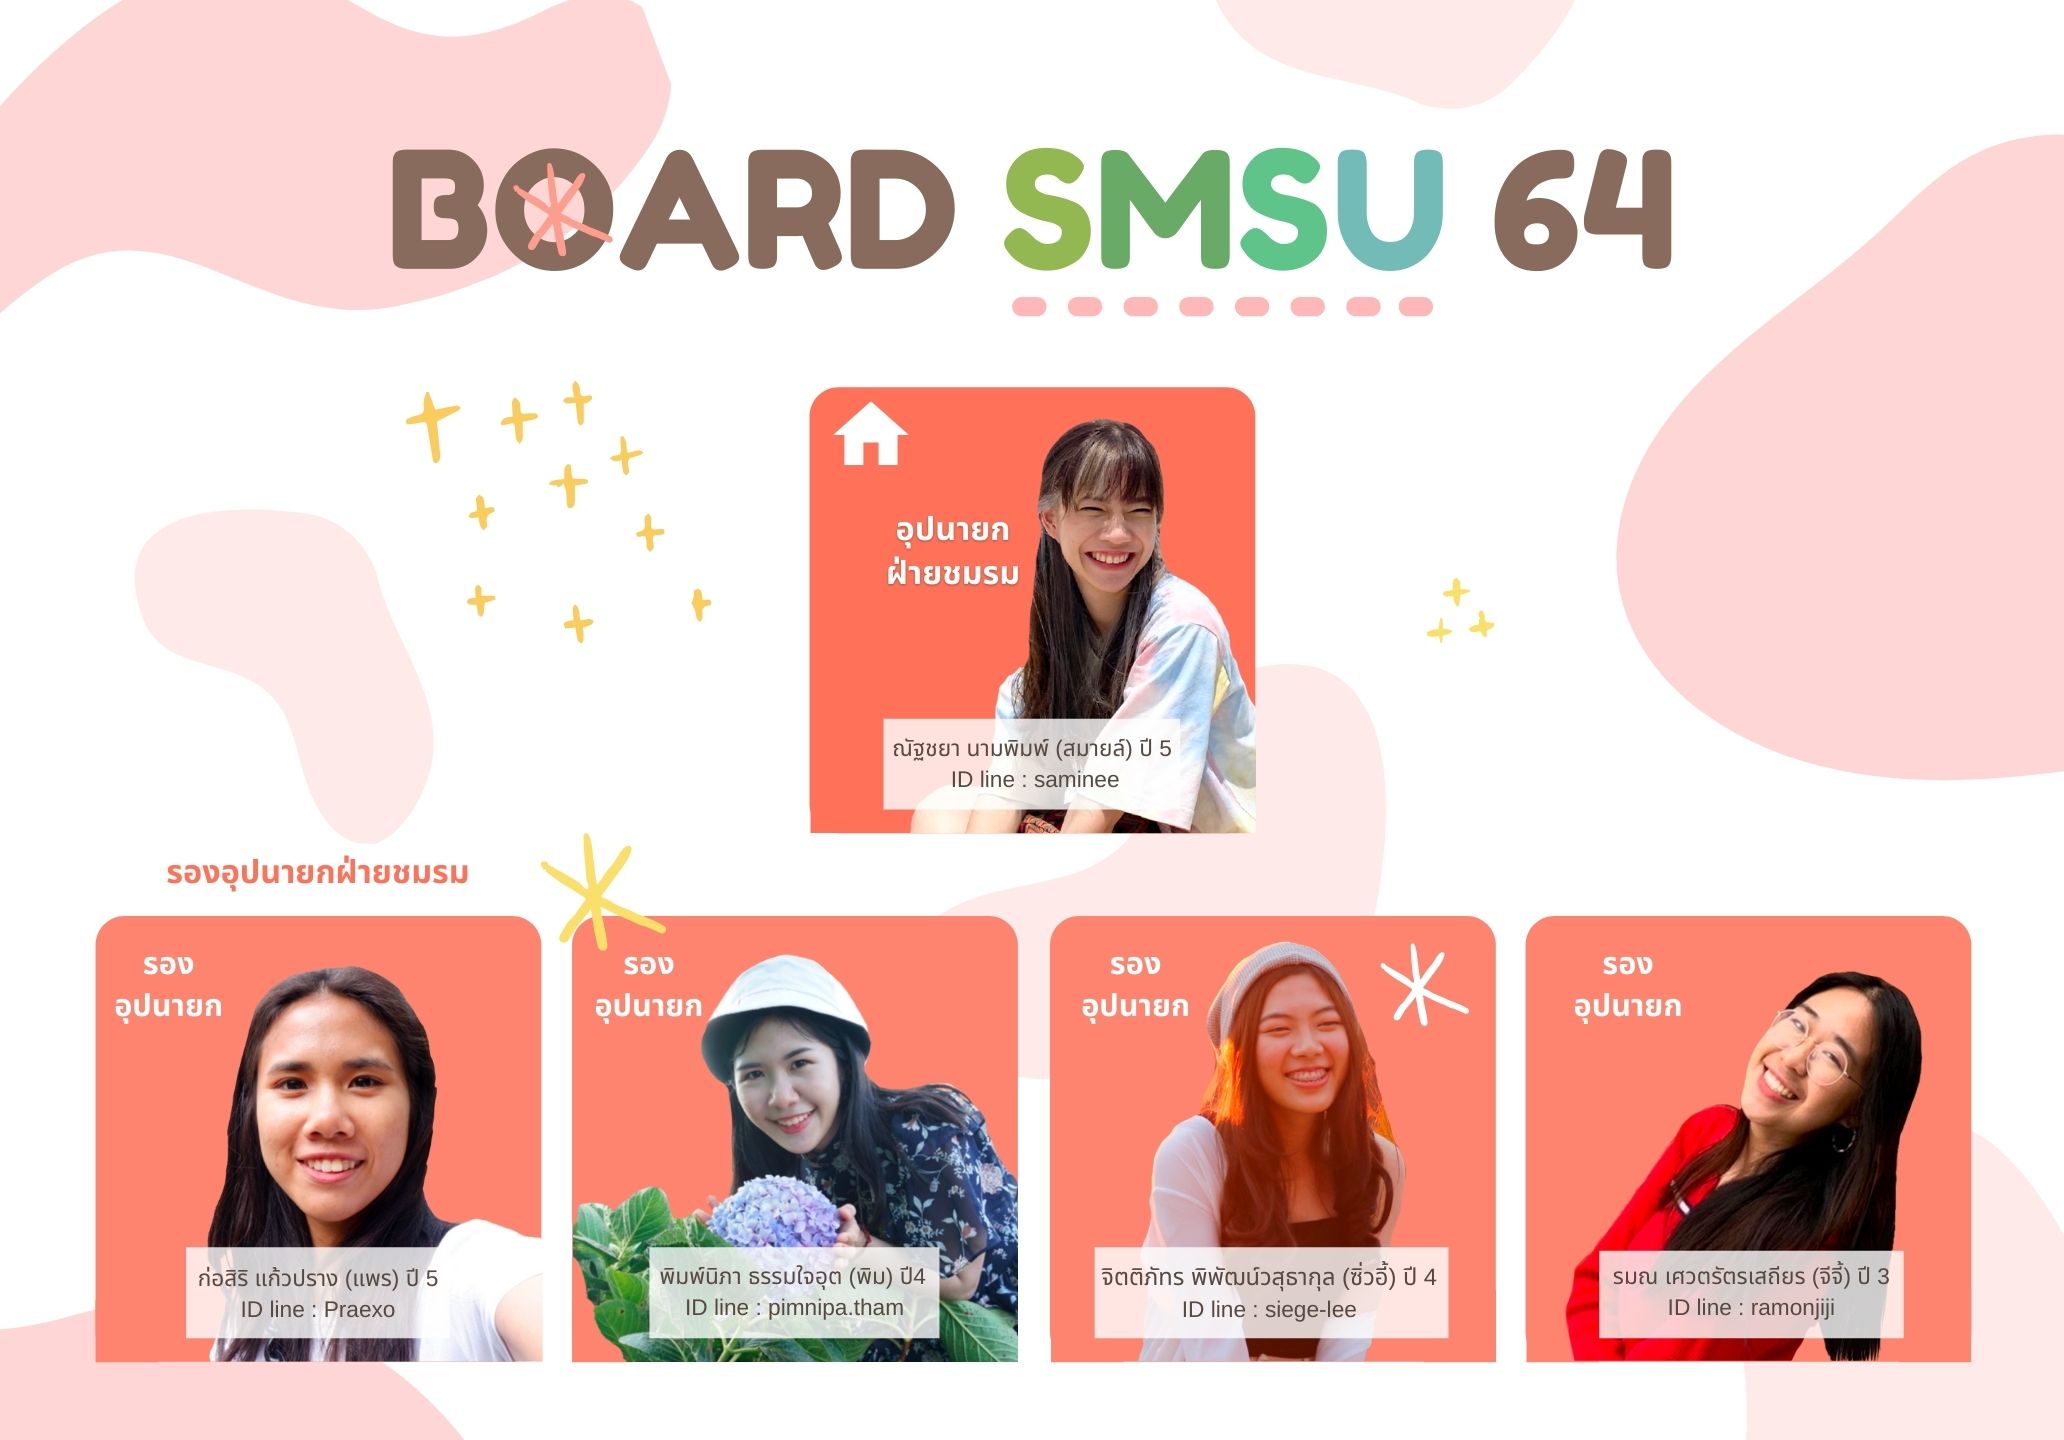 BOARD SMSU 64
อุปนายก
ฝ่ายชมรม
ณัฐชยา นามพิมพ์ (สมายล์) ปี 5
ID line : saminee
รองอุปนายกฝ่ายชมรม
รอง
อุปนายก
ก่อสิริ แก้วปราง (แพร) ปี 5
ID line : Praexo
รอง
อุปนายก
พิมพ์นิภา ธรรมใจอุต (พิม) ปี4
ID line : pimnipa.tham
รอง
อุปนายก
จิตติภัทร พิพัฒน์วสุธากุล (ซิ่วอี้) ปี 4
ID line : siege-lee
รอง
อุปนายก
รมณ เศวตรัตรเสถียร (จีจี้) ปี 3
ID line : ramonjiji